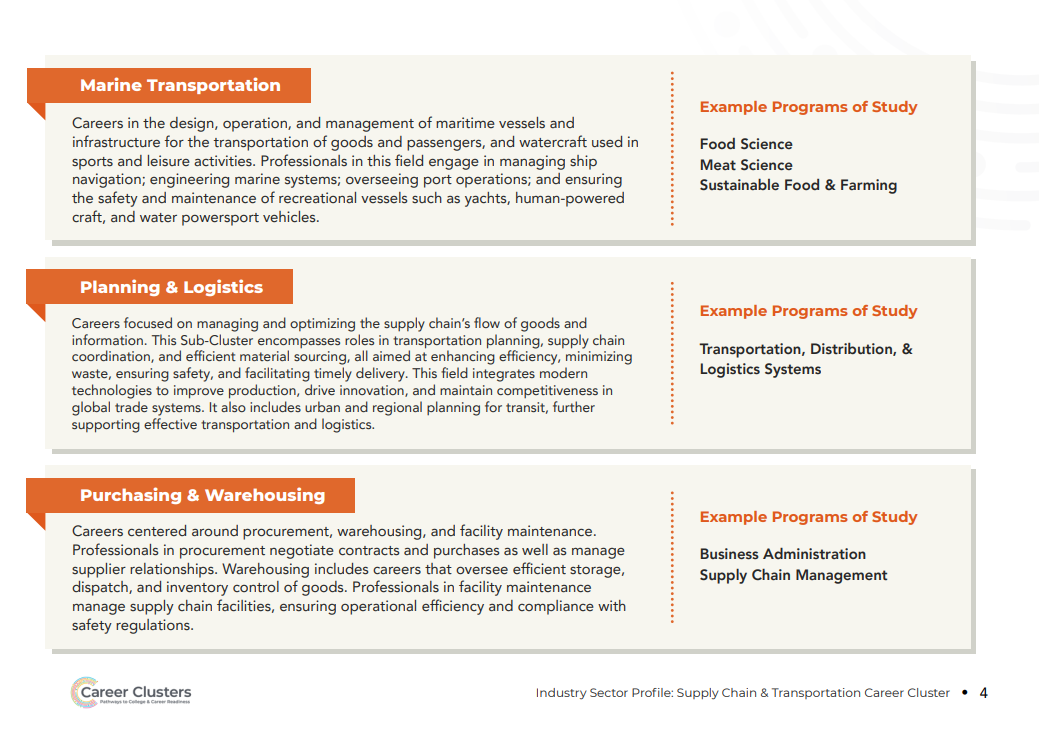 Marine Transportation
Careers in the design, operation, and management of maritime vessels and
infrastructure for the transportation of goods and passengers, and watercraft used in
sports and leisure activities. Professionals in this field engage in managing ship
navigation; engineering marine systems; overseeing port operations; and ensuring
the safety and maintenance of recreational vessels such as yachts, human-powered
craft, and water powersport vehicles.
Example Programs of Study
Food Science
Meat Science
Sustainable Food & Farming
Planning & Logistics
Careers focused on managing and optimizing the supply chain’s flow of goods and
information. This Sub-Cluster encompasses roles in transportation planning, supply chain
coordination, and efficient material sourcing, all aimed at enhancing efficiency, minimizing
waste, ensuring safety, and facilitating timely delivery. This field integrates modern
technologies to improve production, drive innovation, and maintain competitiveness in
global trade systems. It also includes urban and regional planning for transit, further
supporting effective transportation and logistics.
Example Programs of Study
Transportation, Distribution, &
Logistics Systems
Purchasing & Warehousing
Careers centered around procurement, warehousing, and facility maintenance.
Professionals in procurement negotiate contracts and purchases as well as manage
supplier relationships. Warehousing includes careers that oversee efficient storage,
dispatch, and inventory control of goods. Professionals in facility maintenance
manage supply chain facilities, ensuring operational efficiency and compliance with
safety regulations.
Example Programs of Study
Business Administration
Supply Chain Management
Career Clusters
Pathways to College & Career Readiness
Industry Sector Profile: Supply Chain & Transportation Career Cluster • 4